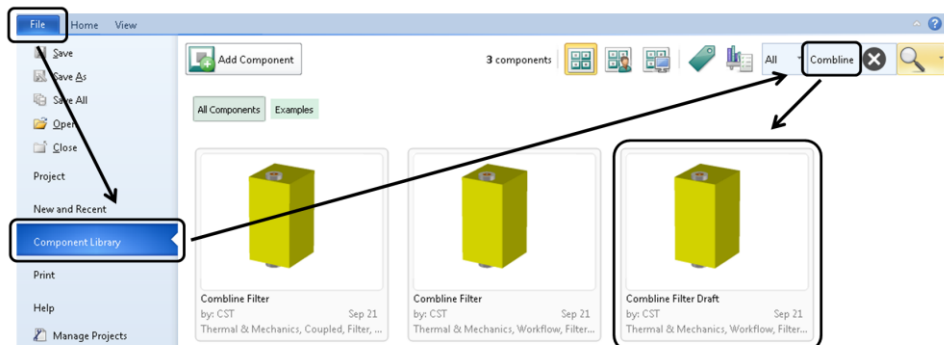 File Home View
Save
Save As
Save All
Open
Close
Project
New and Recent
Component Library
Print
Help
Manage Projects
Add Component
3 components
All
Combline
All Components Examples
Combline Filter
by: CST Sep 21
Thermal & Mechanics, Coupled, Filter, ...
Combline Filter
by: CST Sep 21
Thermal & Mechanics, Workflow, Filter...
Combline Filter Draft
by: CST Sep 21
Thermal & Mechanics, Workflow, Filter...